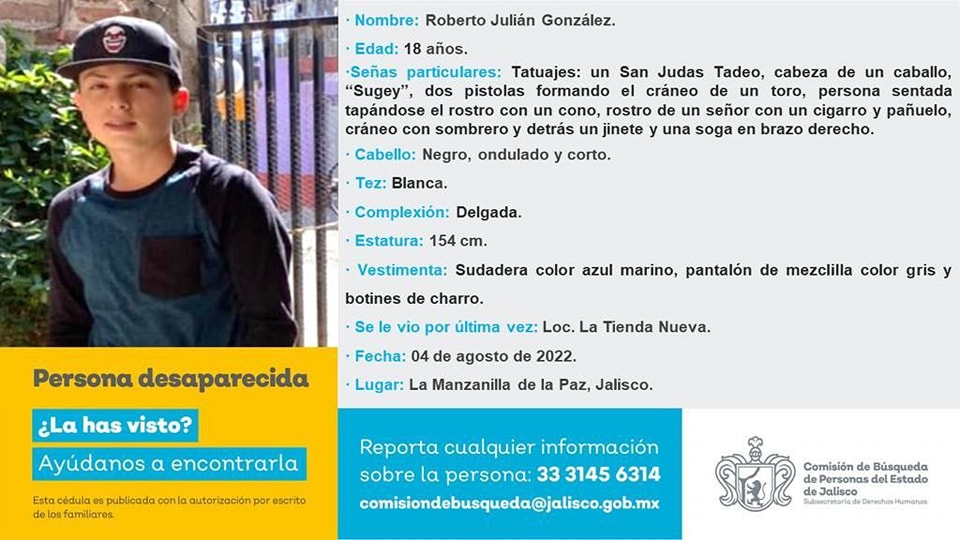 · Nombre: Roberto Julián González.
· Edad: 18 años.
·Señas particulares: Tatuajes: un San Judas Tadeo, cabeza de un caballo,
“Sugey”, dos pistolas formando el cráneo de un toro, persona sentada
tapándose el rostro con un cono, rostro de un señor con un cigarro y pañuelo,
cráneo con sombrero y detrás un jinete y una soga en brazo derecho.
· Cabello: Negro, ondulado y corto.
· Tez: Blanca.
· Complexión: Delgada.
· Estatura: 154 cm.
· Vestimenta: Sudadera color azul marino, pantalón de mezclilla color gris y
botines de charro.
· Se le vio por última vez: Loc. La Tienda Nueva.
· Fecha: 04 de agosto de 2022.
· Lugar: La Manzanilla de la Paz, Jalisco.
Persona desaparecida
¿La has visto?
Ayúdanos a encontrarla
Esta cédula es publicada con la autorización por escrito
de los familiares.
Reporta cualquier información
sobre la persona: 33 3145 6314
comisiondebusqueda@jalisco.gob.mx
Comisión de Búsqueda
de Personas del Estado
de Jalisco
Subsecretaría de Derechos Humanos